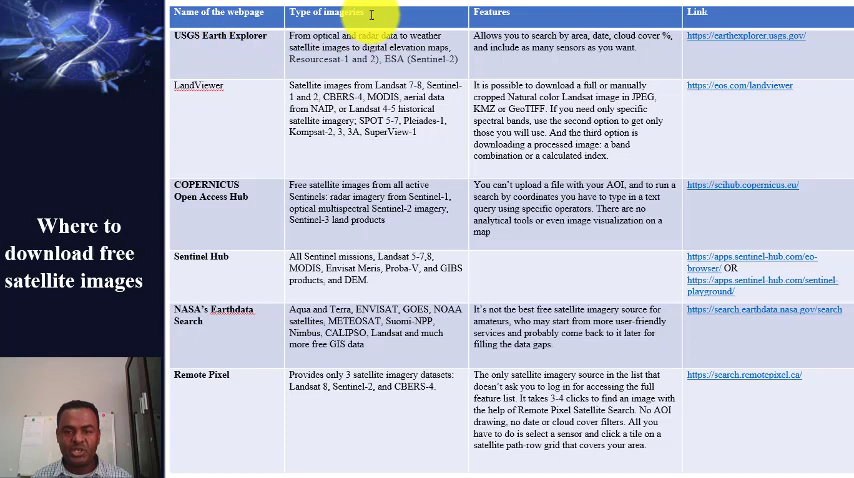 Where to
download free
satellite images
Name of the webpage
Type of imageries
Features
Link
USGS Earth Explorer
From optical and radar data to weather
satellite images to digital elevation maps,
Resourcesat-1 and 2), ESA (Sentinel-2)
Allows you to search by area, date, cloud cover %,
and include as many sensors as you want.
https://earthexplorer.usgs.gov/
LandViewer
Satellite images from Landsat 7-8, Sentinel-
1 and 2, CBERS-4, MODIS, aerial data
from NAIP, or Landsat 4-5 historical
satellite imagery; SPOT 5-7, Pleiades-1,
Kompsat-2, 3, 3A, SuperView-1
It is possible to download a full or manually
cropped Natural color Landsat image in JPEG,
KMZ or GeoTIFF. If you need only specific
spectral bands, use the second option to get only
those you will use. And the third option is
downloading a processed image: a band
combination or a calculated index.
https://eos.com/landviewer
COPERNICUS
Open Access Hub
Free satellite images from all active
Sentinels: radar imagery from Sentinel-1,
optical multispectral Sentinel-2 imagery,
Sentinel-3 land products
You can't upload a file with your AOI, and to run a
search by coordinates you have to type in a text
query using specific operators. There are no
analytical tools or even image visualization on a
map
https://scihub.copernicus.eu/
Sentinel Hub
All Sentinel missions, Landsat 5-7,8,
MODIS, Envisat Meris, Proba-V, and GIBS
products, and DEM.
https://apps.sentinel-hub.com/eo-
browser/ OR
https://apps.sentinel-hub.com/sentinel-
playground/
NASA's Earthdata
Search
Aqua and Terra, ENVISAT, GOES, NOAA
satellites, METEOSAT, Suomi-NPP,
Nimbus, CALIPSO, Landsat and much
more free GIS data
It's not the best free satellite imagery source for
amateurs, who may start from more user-friendly
services and probably come back to it later for
filling the data gaps.
https://search.earthdata.nasa.gov/search
Remote Pixel
Provides only 3 satellite imagery datasets:
Landsat 8, Sentinel-2, and CBERS-4.
The only satellite imagery source in the list that
doesn't ask you to log in for accessing the full
feature list. It takes 3-4 clicks to find an image with
the help of Remote Pixel Satellite Search. No AOI
drawing, no date or cloud cover filters. All you
have to do is select a sensor and click a tile on a
satellite path-row grid that covers your area.
https://search.remotepixel.ca/